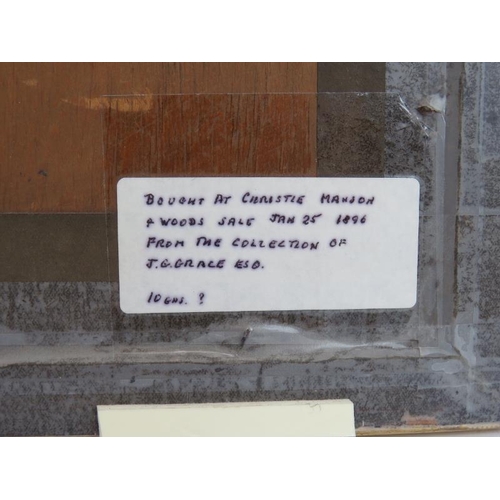 BOUGHT AT CHRISTIE MANSON
& WOODS SALE JAN 25 1896
FROM THE COLLECTION OF
J.G.GRACE ESQ.
10 GNS. ?